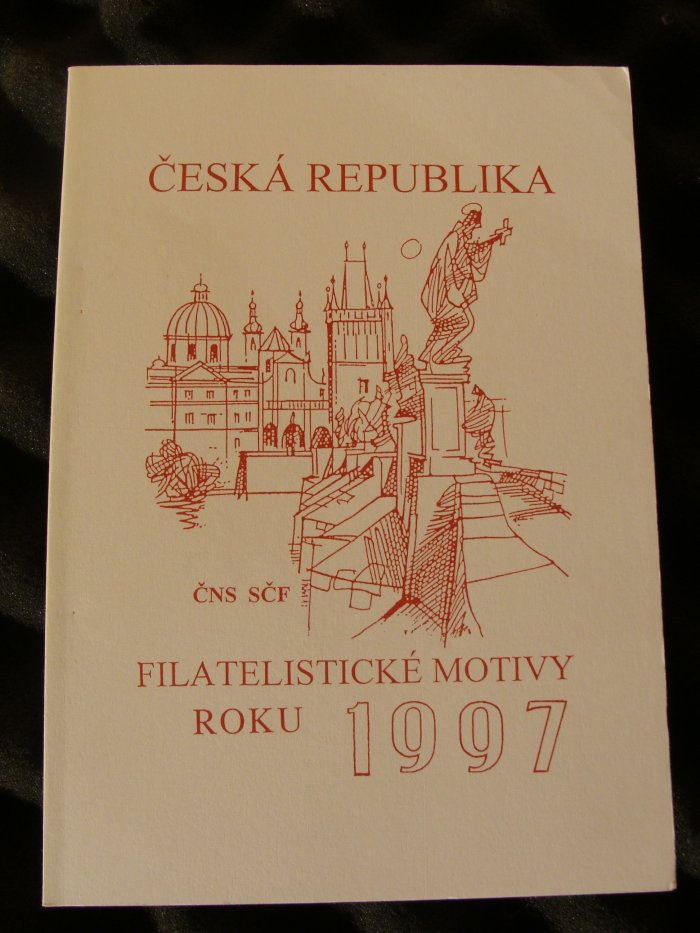 ČESKÁ REPUBLIKA
ČNS SČF
FILATELISTICKÉ MOTIVY
ROKU 1997